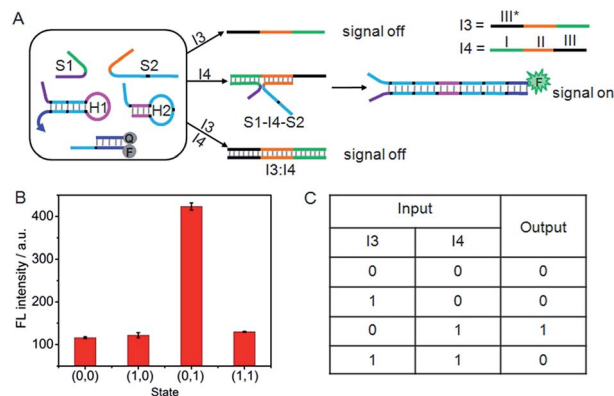 A
S1
S2
H1
H2
Q
F
I3
signal off
I4
S1-I4-S2
I3
I4
I3:I4
signal off
III*
I3 =
I4 =
I
II
III
F
signal on
B
FL intensity / a.u.
400
300
200
100
(0,0)
(1,0)
(0,1)
(1,1)
State
C
Input
Output
I3
I4
0
0
0
1
0
0
0
1
1
1
1
0